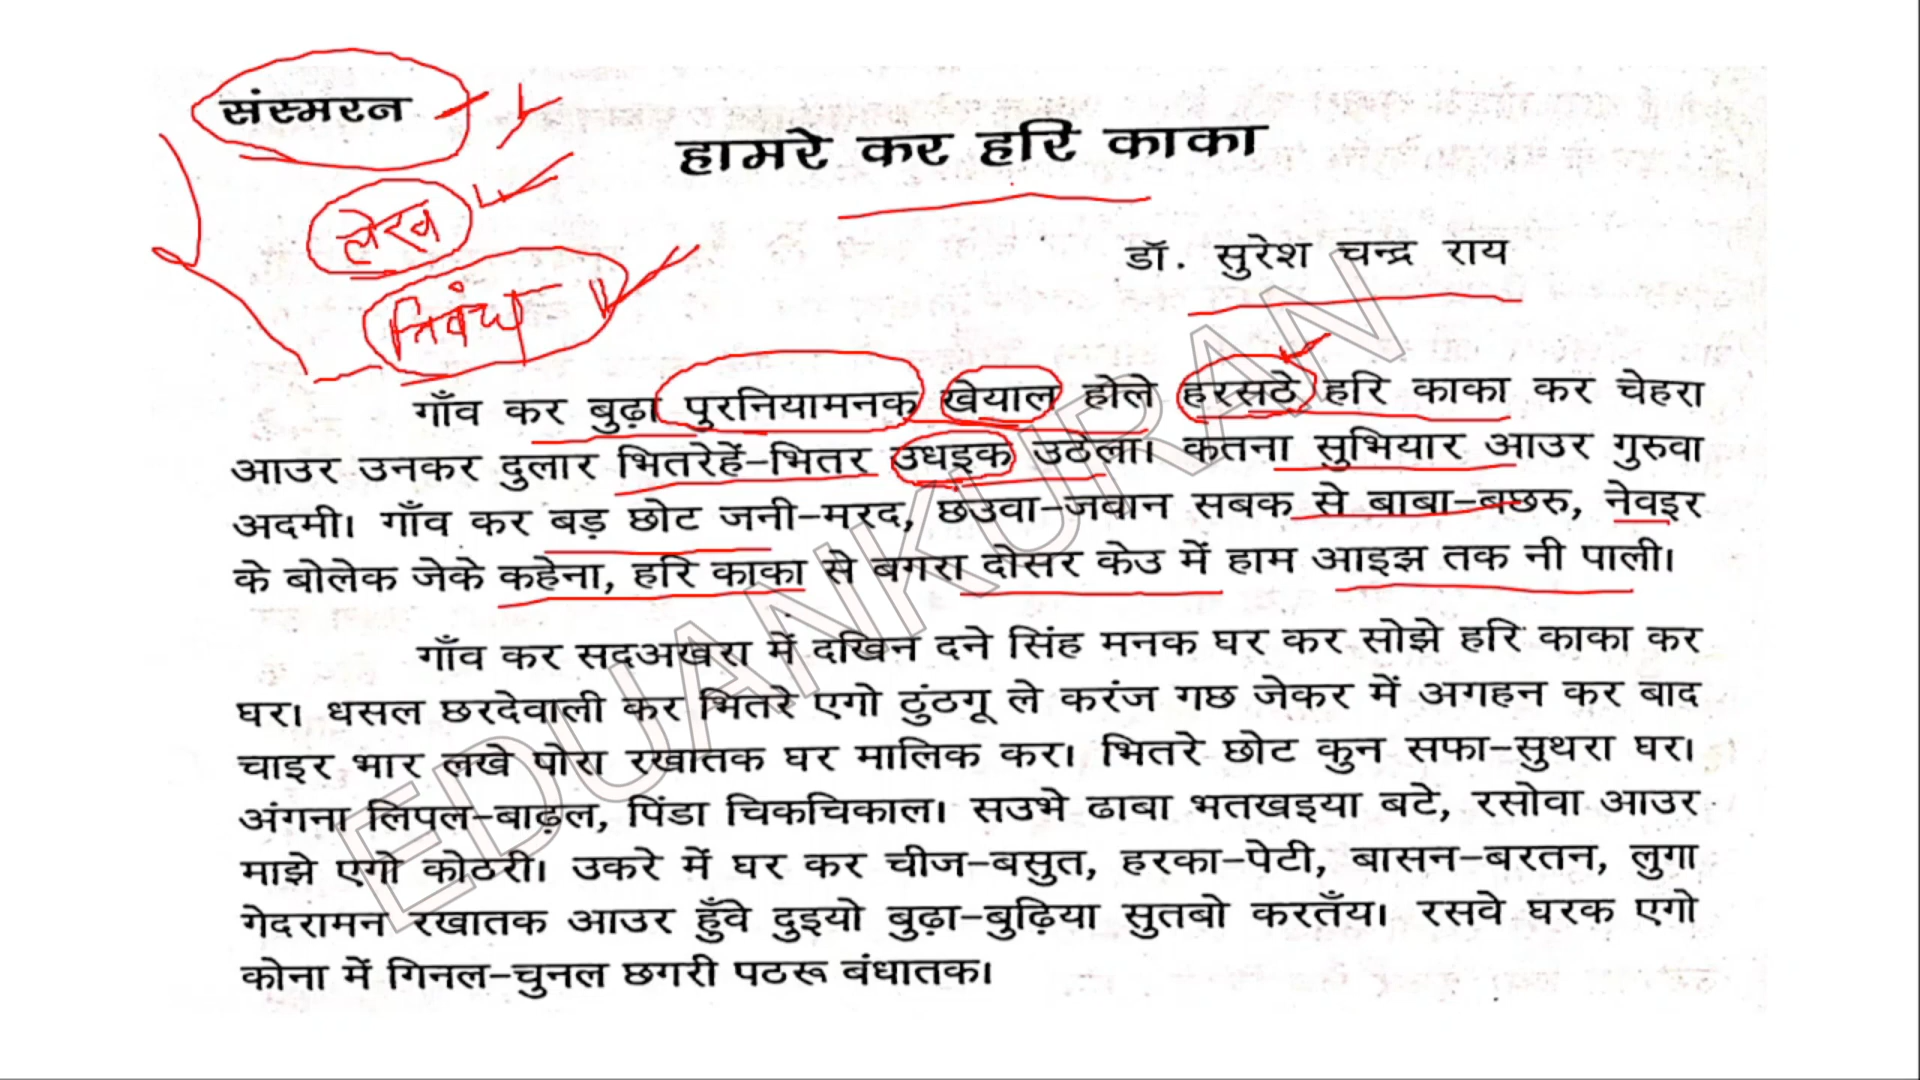 संस्मरन
हामरे कर हरि काका
लेख
डॉ. सुरेश चन्द्र राय
निबंध
गाँव कर बुढ़ा पुरनियामनक खेयाल होले हरसठे हरि काका कर चेहरा
आउर उनकर दुलार भितरेहें–भितर उधइक उठेला। कतना सुभियार आउर गुरुवा
अदमी। गाँव कर बड़ छोट जनी–मरद, छउवा–जवान सबक से बाबा–बछरु, नेवइर
के बोलेक जेके कहेना, हरि काका से बगरा दोसर केउ में हाम आइझ तक नी पाली।
गाँव कर सदअखरा में दखिन दने सिंह मनक घर कर सोझे हरि काका कर
घर। धसल छरदेवाली कर भितरे एगो ठुंठगू ले करंज गछ जेकर में अगहन कर बाद
चाइर भार लखे पोरा रखातक घर मालिक कर। भितरे छोट कुन सफा–सुथरा घर।
अंगना लिपल–बाढ़ल, पिंडा चिकचिकाल। सउभे ढाबा भतखइया बटे, रसोवा आउर
माझे एगो कोठरी। उकरे में घर कर चीज–बसुत, हरका–पेटी, बासन–बरतन, लुगा
गेदरामन रखातक आउर हुँवे दुइयो बुढ़ा–बुढ़िया सुतबो करतँय। रसवे घरक एगो
कोना में गिनल–चुनल छगरी पठरू बंधातक।
EDUANKURAN